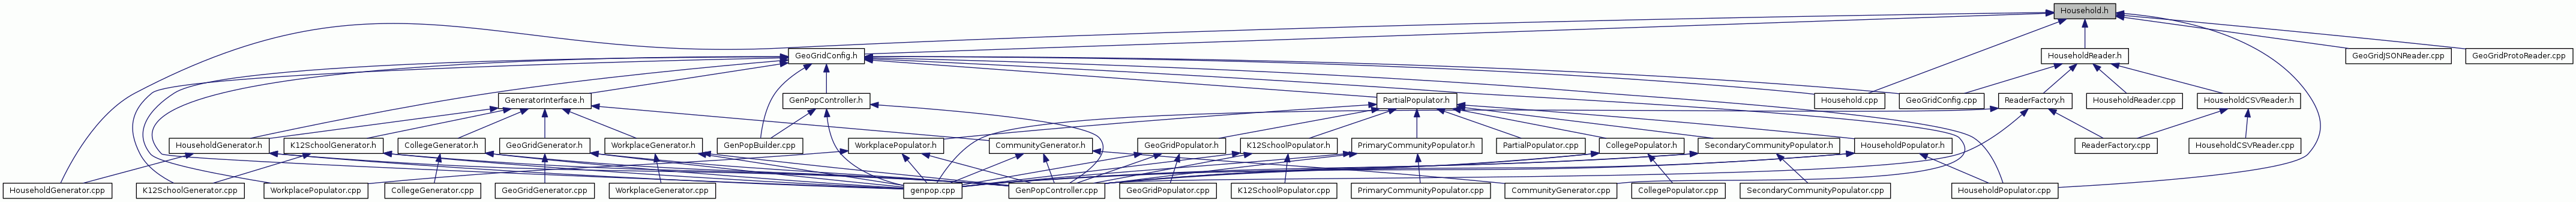 Household.h
GeoGridConfig.h
HouseholdReader.h
GeoGridJSONReader.cpp
GeoGridProtoReader.cpp
GeneratorInterface.h
GenPopController.h
PartialPopulator.h
Household.cpp
GeoGridConfig.cpp
ReaderFactory.h
HouseholdReader.cpp
HouseholdCSVReader.h
HouseholdGenerator.h
K12SchoolGenerator.h
CollegeGenerator.h
GeoGridGenerator.h
WorkplaceGenerator.h
GenPopBuilder.cpp
WorkplacePopulator.h
CommunityGenerator.h
GeoGridPopulator.h
K12SchoolPopulator.h
PrimaryCommunityPopulator.h
PartialPopulator.cpp
CollegePopulator.h
SecondaryCommunityPopulator.h
HouseholdPopulator.h
ReaderFactory.cpp
HouseholdCSVReader.cpp
HouseholdGenerator.cpp
K12SchoolGenerator.cpp
WorkplacePopulator.cpp
CollegeGenerator.cpp
GeoGridGenerator.cpp
WorkplaceGenerator.cpp
genpop.cpp
GenPopController.cpp
GeoGridPopulator.cpp
K12SchoolPopulator.cpp
PrimaryCommunityPopulator.cpp
CommunityGenerator.cpp
CollegePopulator.cpp
SecondaryCommunityPopulator.cpp
HouseholdPopulator.cpp